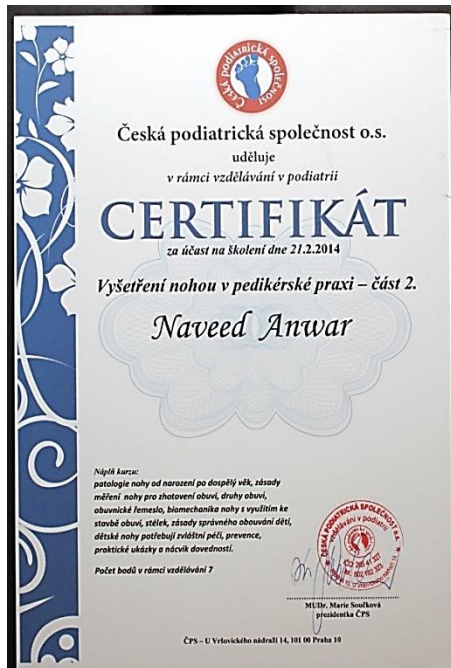 ČESKÁ PODIATRICKÁ SPOLEČNOST
Česká podiatrická společnost o.s.
uděluje
v rámci vzdělávání v podiatrii
CERTIFIKÁT
za účast na školení dne 21.2.2014
Vyšetření nohou v pedikérské praxi – část 2.
Naveed Anwar
Náplň kurzu:
patologie nohy od narození po dospělý věk, zásady
měření nohy pro zhotovení obuvi, druhy obuvi,
obuvnické řemeslo, biomechanika nohy s využitím ke
stavbě obuvi, stélek, zásady správného obouvání dětí,
dětské nohy potřebují zvláštní péči, prevence,
praktické ukázky a nácvik dovedností.
Počet bodů v rámci vzdělávání 7
ČESKÁ PODIATRICKÁ SPOLEČNOST o.s.
vzdělávání v podiatrii
MUDr. Marie Součková
prezidentka ČPS
ČPS – U Vršovického nádraží 14, 101 00 Praha 10